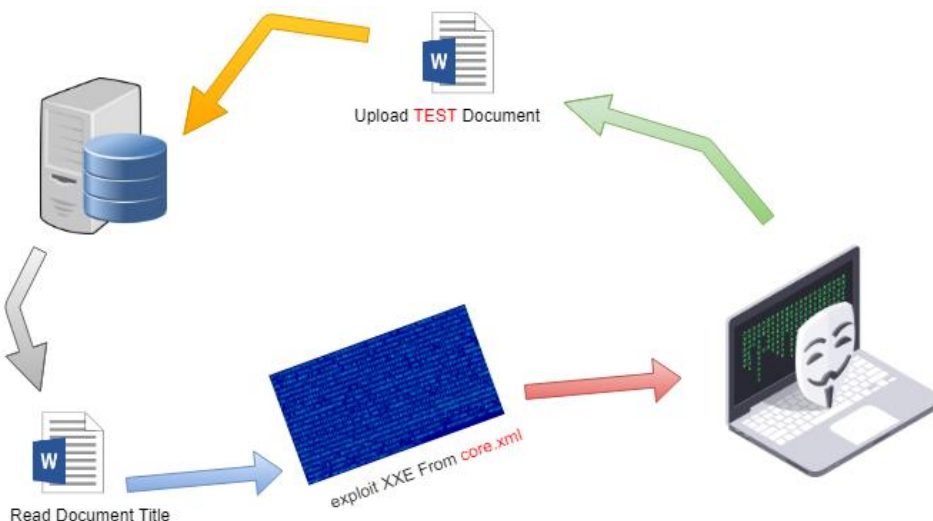 W
Upload TEST Document
W
exploit XXE From core.xml
Read Document Title